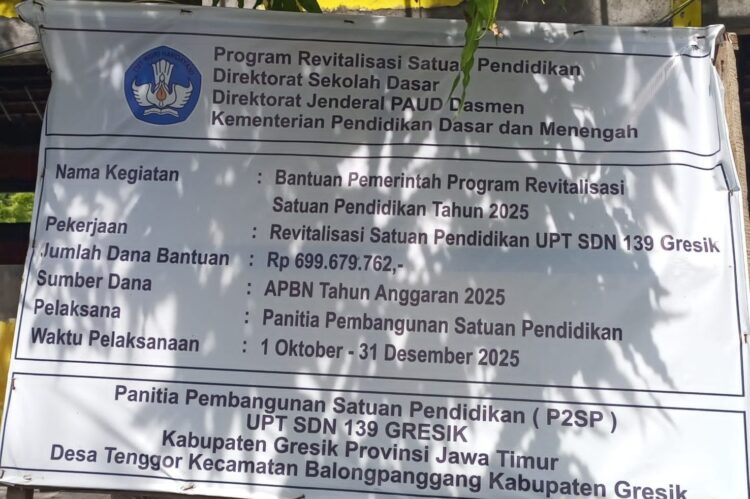 Program Revitalisasi Satuan Pendidikan
Direktorat Sekolah Dasar
Direktorat Jenderal PAUD Dasmen
Kementerian Pendidikan Dasar dan Menengah
Nama Kegiatan : Bantuan Pemerintah Program Revitalisasi
Satuan Pendidikan Tahun 2025
Pekerjaan : Revitalisasi Satuan Pendidikan UPT SDN 139 Gresik
Jumlah Dana Bantuan : Rp 699.679.762,-
Sumber Dana : APBN Tahun Anggaran 2025
Pelaksana : Panitia Pembangunan Satuan Pendidikan
Waktu Pelaksanaan : 1 Oktober - 31 Desember 2025
Panitia Pembangunan Satuan Pendidikan ( P2SP )
UPT SDN 139 GRESIK
Kabupaten Gresik Provinsi Jawa Timur
Desa Tenggor Kecamatan Balongpanggang Kabupaten Gresik